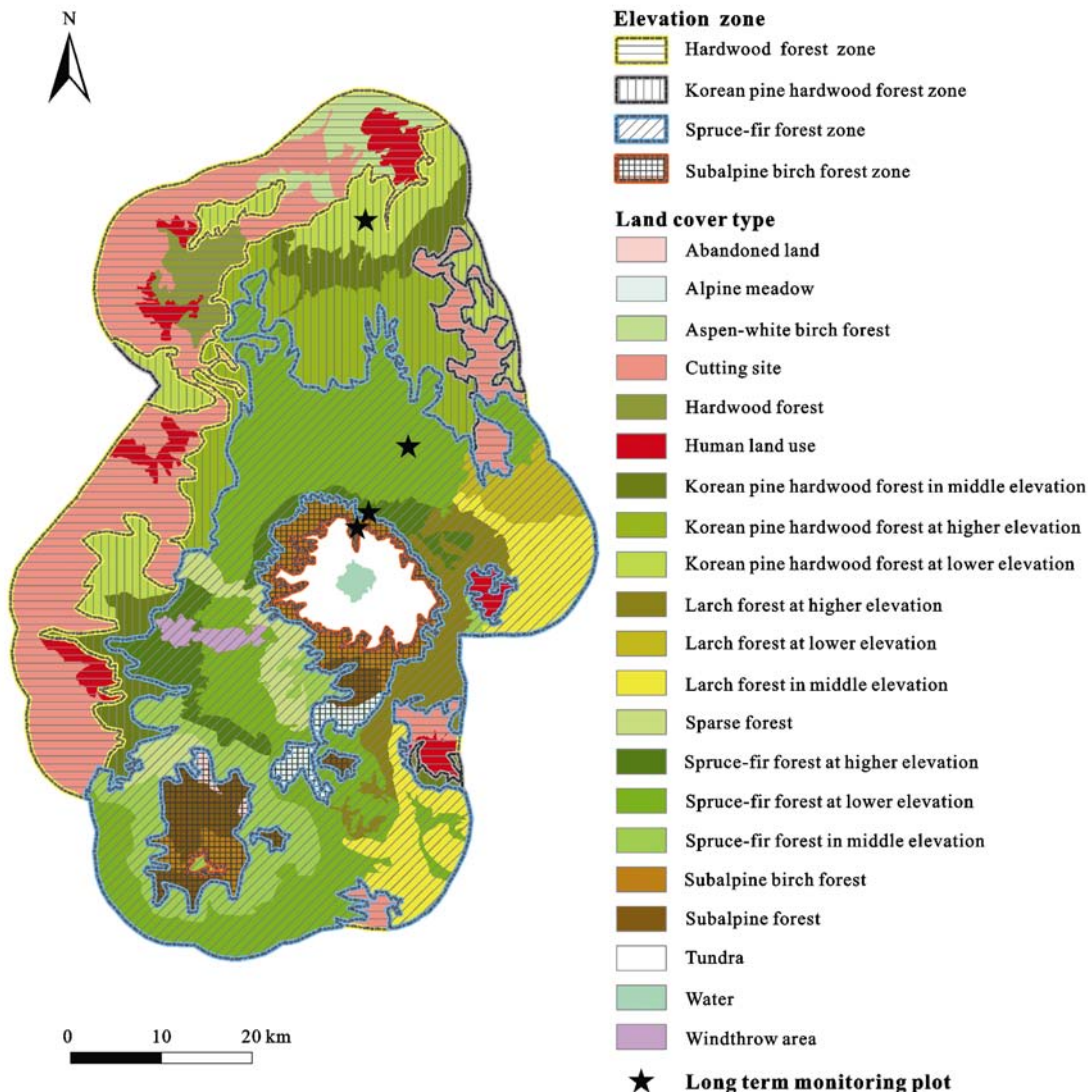 N
Elevation zone
Hardwood forest zone
Korean pine hardwood forest zone
Spruce-fir forest zone
Subalpine birch forest zone
Land cover type
Abandoned land
Alpine meadow
Aspen-white birch forest
Cutting site
Hardwood forest
Human land use
Korean pine hardwood forest in middle elevation
Korean pine hardwood forest at higher elevation
Korean pine hardwood forest at lower elevation
Larch forest at higher elevation
Larch forest at lower elevation
Larch forest in middle elevation
Sparse forest
Spruce-fir forest at higher elevation
Spruce-fir forest at lower elevation
Spruce-fir forest in middle elevation
Subalpine birch forest
Subalpine forest
Tundra
Water
Windthrow area
Long term monitoring plot
0 10 20 km